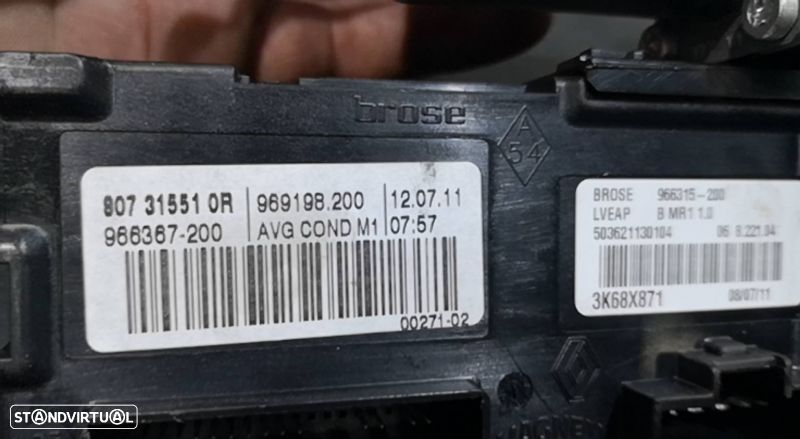 brose
A
54
807 31551 0R 969198.200 12.07.11
966367-200 AVG COND M1 07:57
00271-02
BROSE 966315-200
LVEAP B MR1 1.0
503621130104 06 8.221.04
3K68X871 08/07/11
STANDVIRTUAL